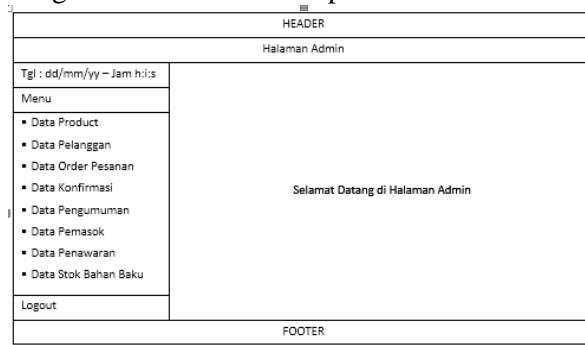 HEADER
Halaman Admin
Tgl : dd/mm/yy – Jam h:i:s
Menu
▪ Data Product
▪ Data Pelanggan
▪ Data Order Pesanan
▪ Data Konfirmasi
▪ Data Pengumuman
▪ Data Pemasok
▪ Data Penawaran
▪ Data Stok Bahan Baku
Selamat Datang di Halaman Admin
Logout
FOOTER